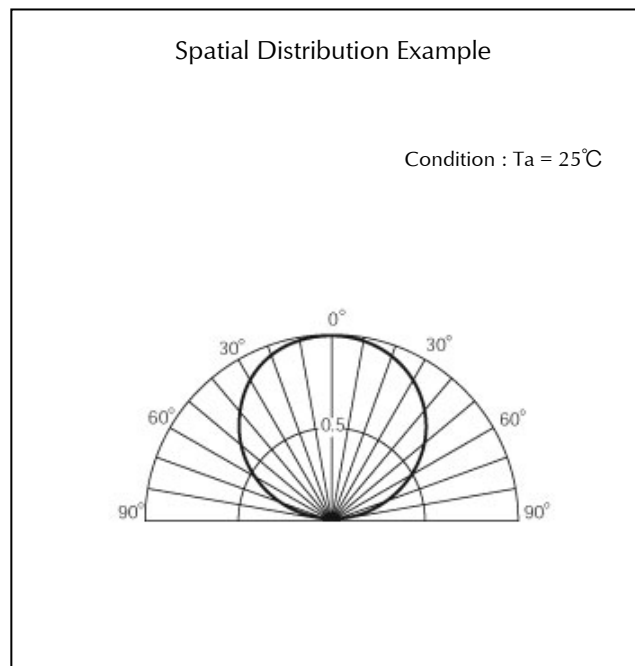 Spatial Distribution Example
Condition : Ta = 25℃
0°
30° 30°
60° 0.5 60°
90° 90°